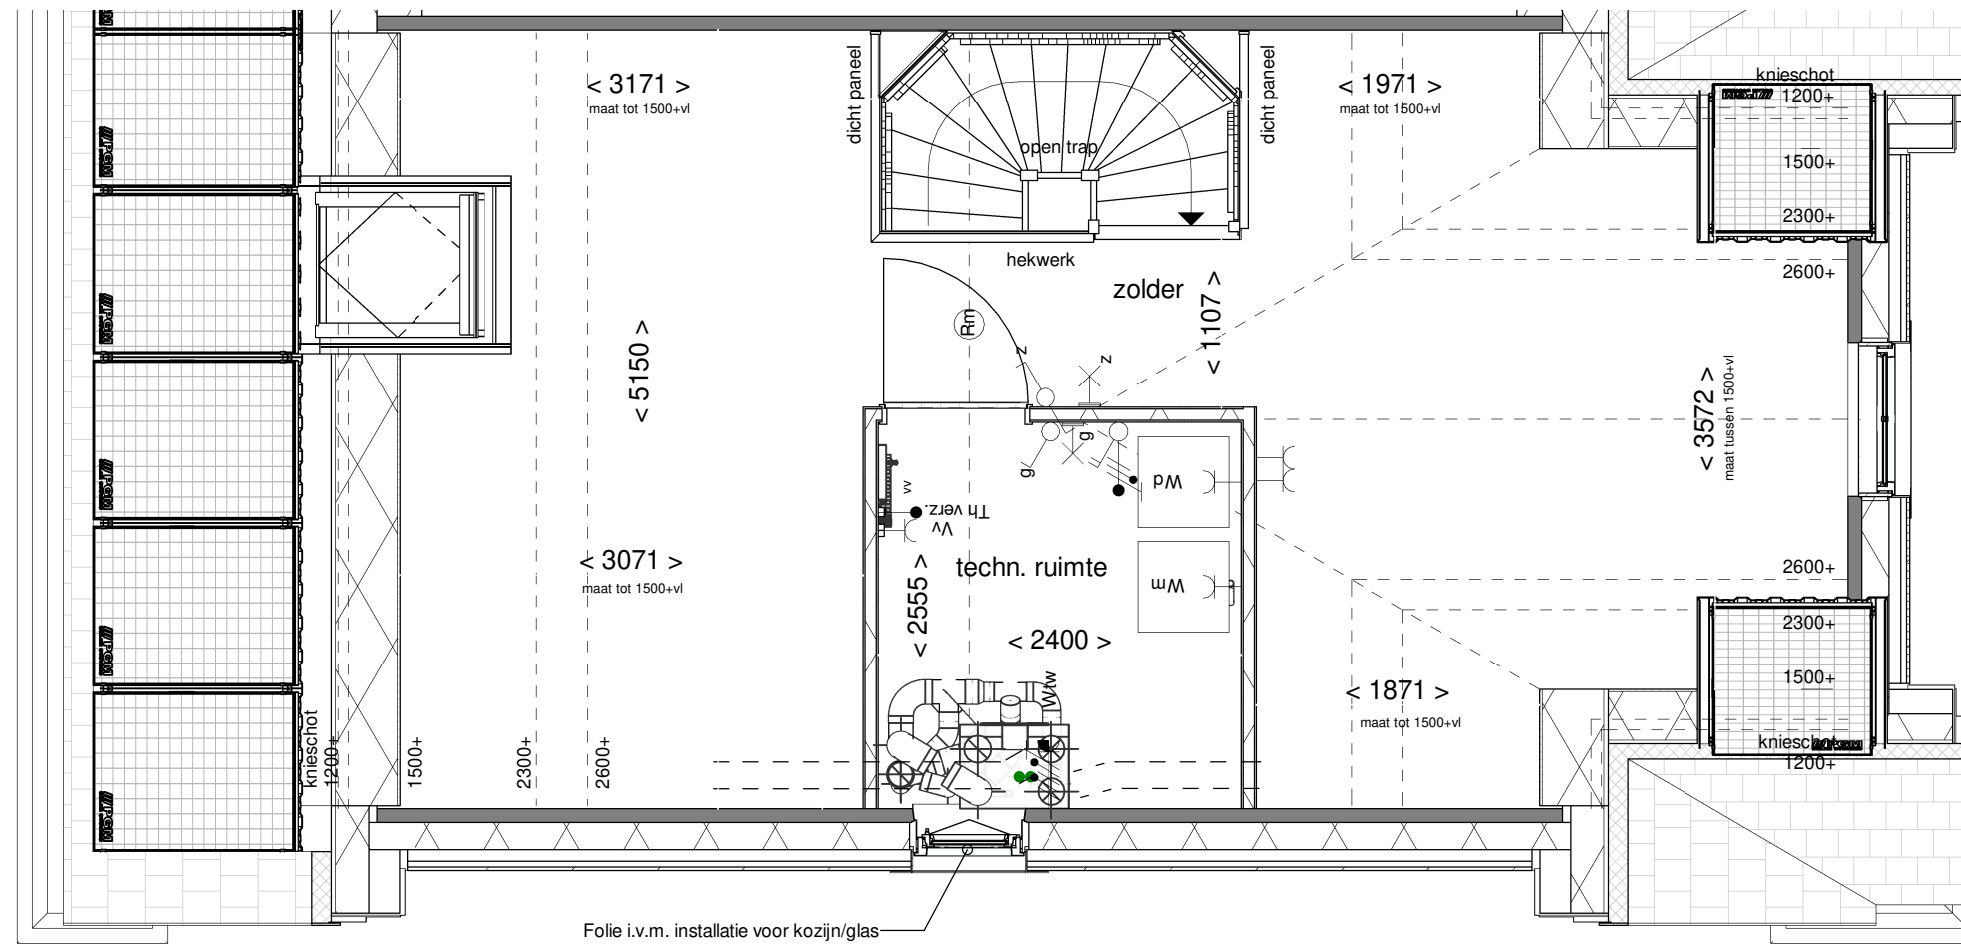 < 3171 >
maat tot 1500+vl
dicht paneel
open trap
dicht paneel
< 1971 >
maat tot 1500+vl
knieschot
1200+
1500+
2300+
2600+
hekwerk
zolder
< 1107 >
Rm
z
z
< 5150 >
g
g
Wd
< 3572 >
maat tussen 1500+vl
vv
Th verz.
Vv
< 3071 >
maat tot 1500+vl
techn. ruimte
Wm
< 2555 >
< 2400 >
Wtw
< 1871 >
maat tot 1500+vl
2600+
2300+
1500+
knieschot
1200+
knieschot
1200+
1500+
2300+
2600+
Folie i.v.m. installatie voor kozijn/glas